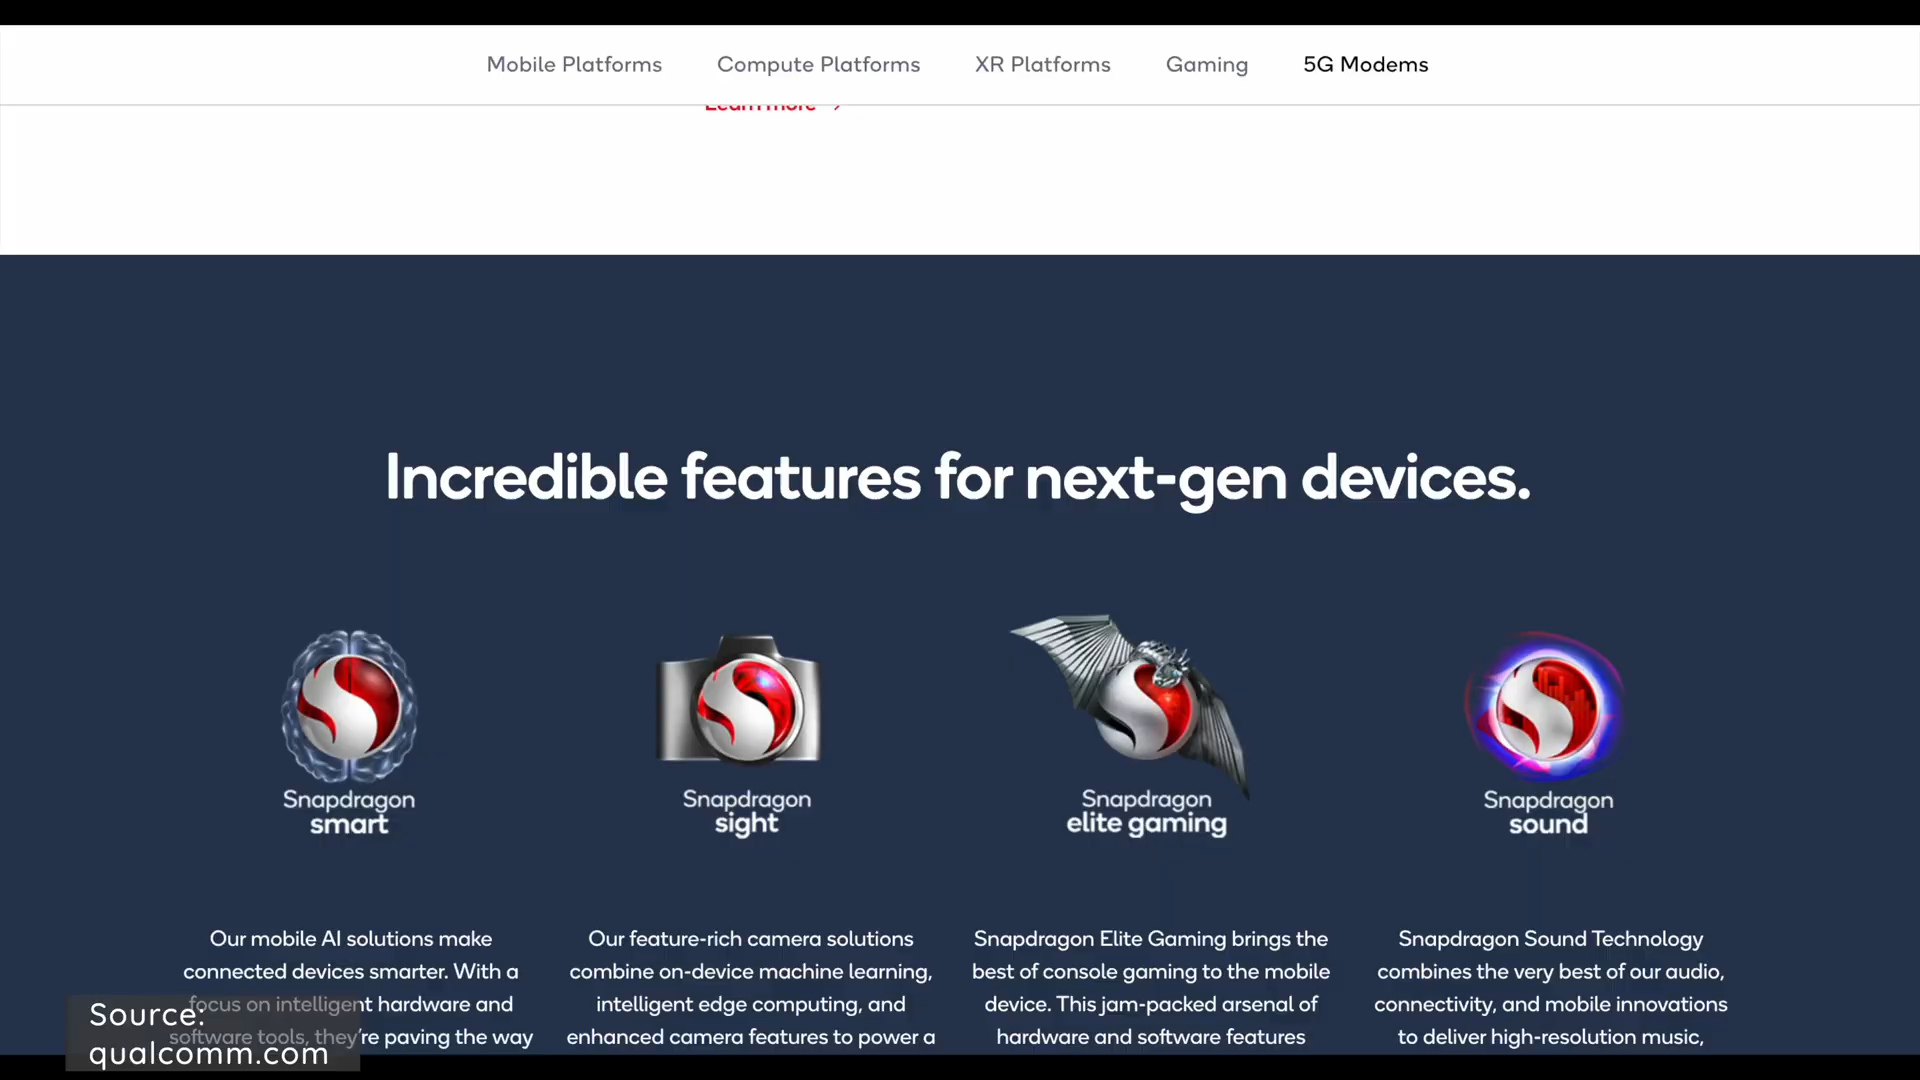 Mobile Platforms Compute Platforms XR Platforms Gaming 5G Modems
Learn more
Incredible features for next-gen devices.
Snapdragon
smart
Snapdragon
sight
Snapdragon
elite gaming
Snapdragon
sound
Our mobile AI solutions make
connected devices smarter. With a
focus on intelligent hardware and
software tools, they're paving the way
Our feature-rich camera solutions
combine on-device machine learning,
intelligent edge computing, and
enhanced camera features to power a
Snapdragon Elite Gaming brings the
best of console gaming to the mobile
device. This jam-packed arsenal of
hardware and software features
Snapdragon Sound Technology
combines the very best of our audio,
connectivity, and mobile innovations
to deliver high-resolution music,
Source:
qualcomm.com